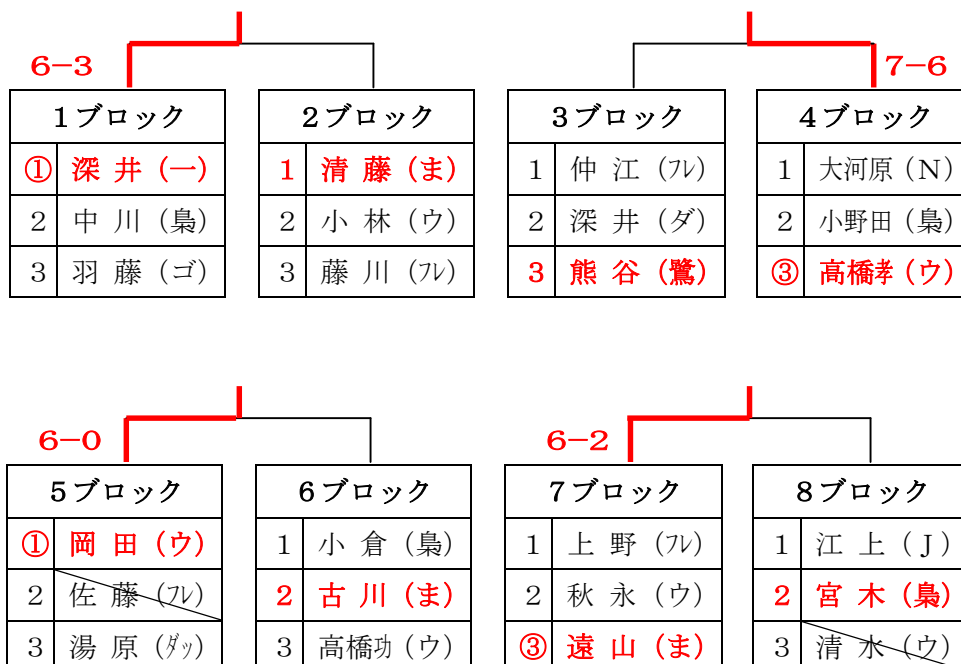 6-3
7-6
1ブロック 2ブロック 3ブロック 4ブロック
① 深井（一） 1 清藤（ま） 1 仲江（フレ） 1 大河原（N）
2 中川（梟） 2 小林（ウ） 2 深井（ダ） 2 小野田（梟）
3 羽藤（ゴ） 3 藤川（フレ） 3 熊谷（鷺） ③ 高橋孝（ウ）
6-0
6-2
5ブロック 6ブロック 7ブロック 8ブロック
① 岡田（ウ） 1 小倉（梟） 1 上野（フレ） 1 江上（J）
2 佐藤（フレ） 2 古川（ま） 2 秋永（ウ） 2 宮木（梟）
3 湯原（ダッ） 3 高橋功（ウ） ③ 遠山（ま） 3 清水（ウ）